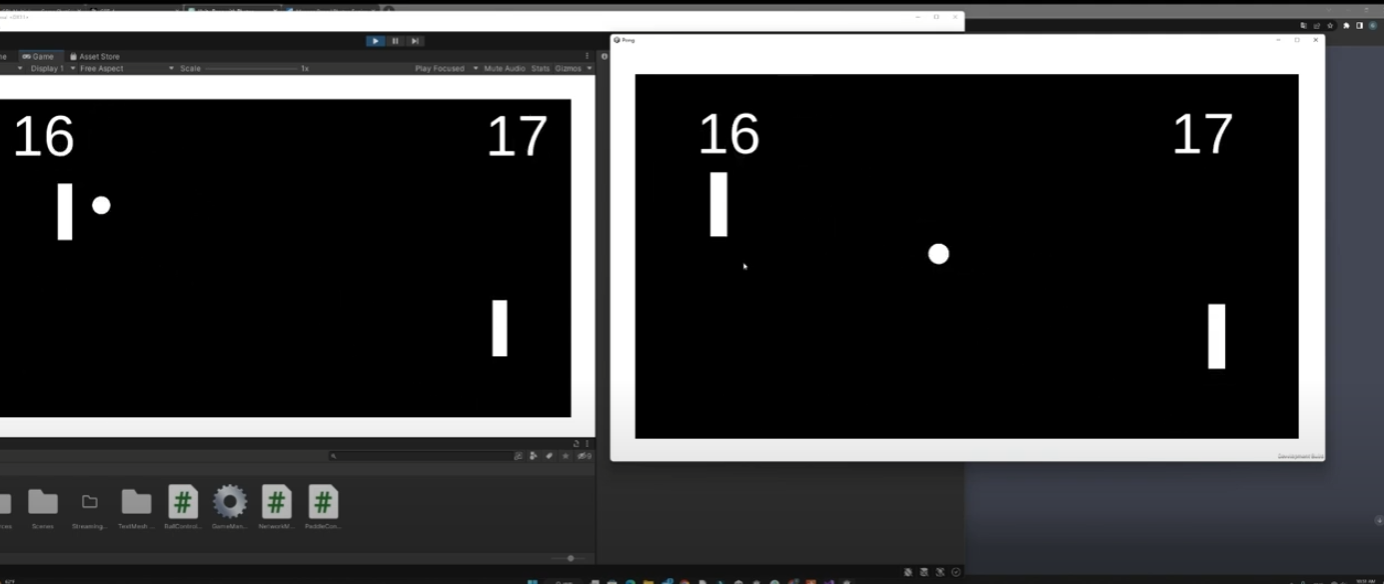 Pong
Game
Asset Store
Display 1
Free Aspect
Scale
1x
Play Focused
Mute Audio
Stats
Gizmos
16
17
16
17
Development Build
Scenes
Streaming...
TextMesh ...
BallControl...
GameMan...
NetworkM...
PaddleCon...